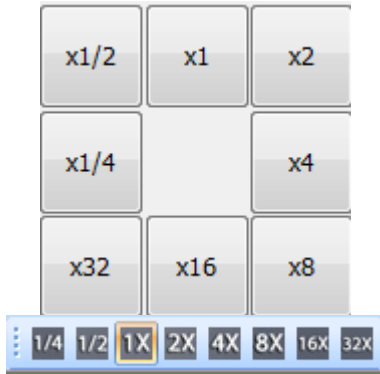 x1/2 x1 x2
x1/4 x4
x32 x16 x8
1/4 1/2 1X 2X 4X 8X 16X 32X